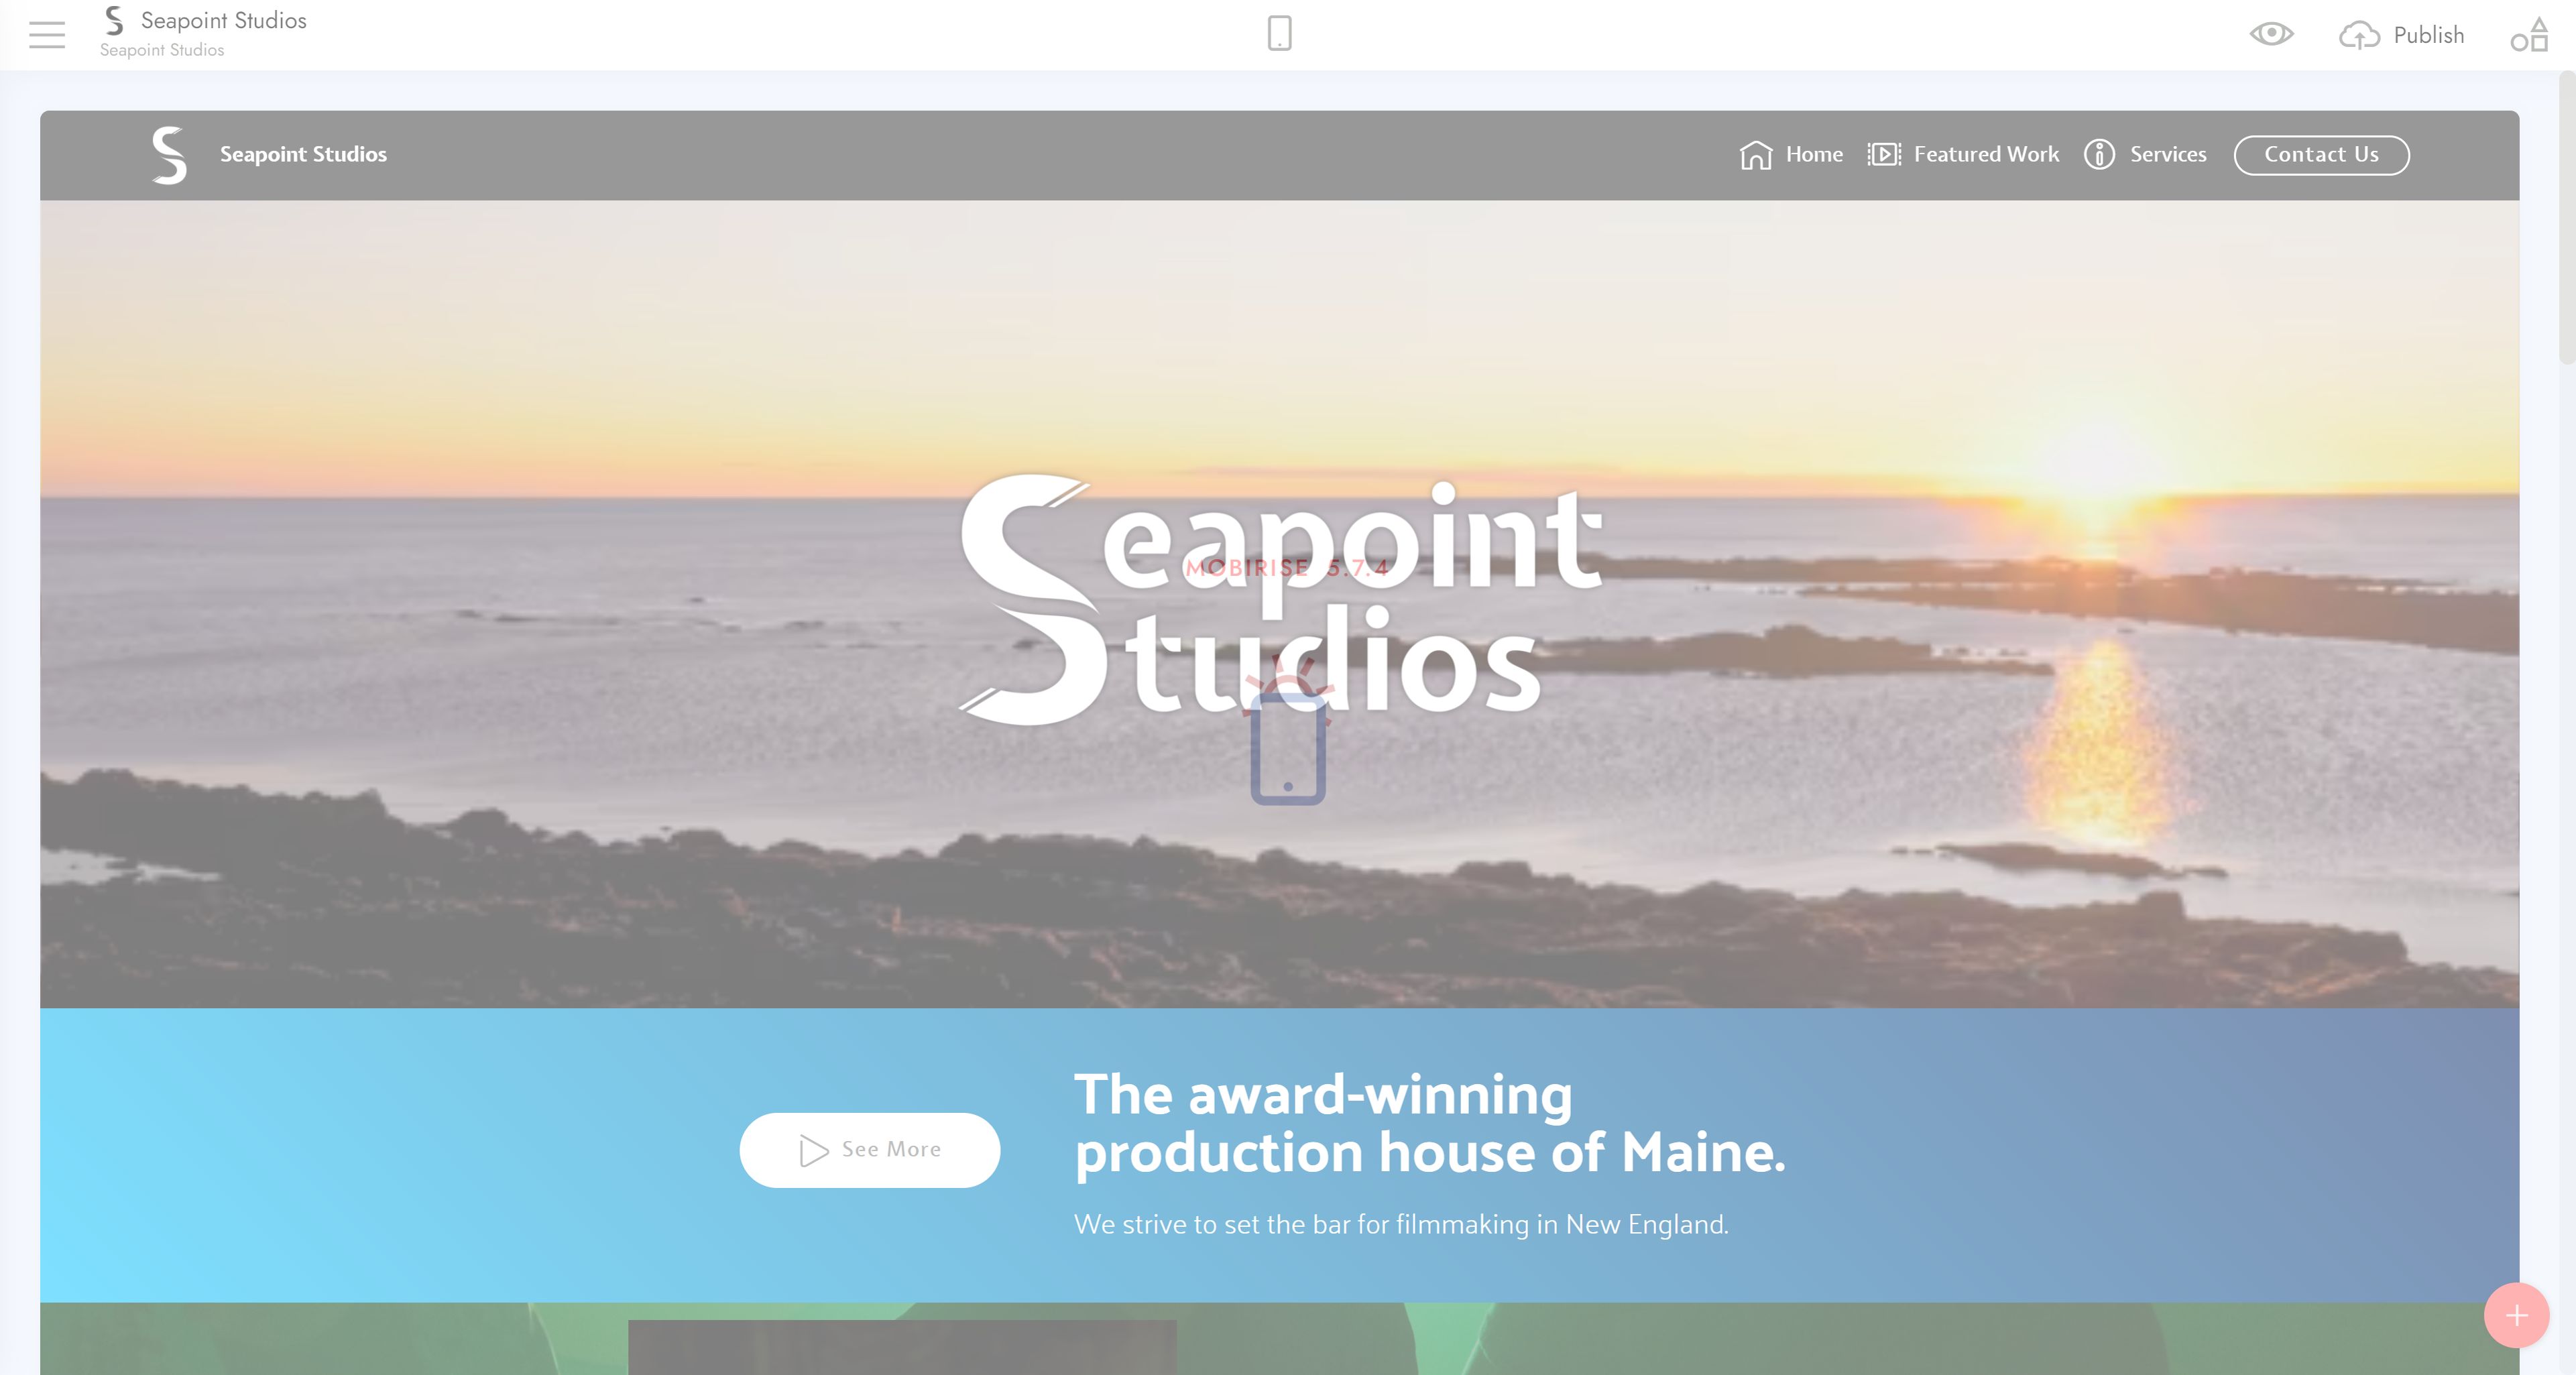 Seapoint Studios
Seapoint Studios
Publish
Seapoint Studios
Home
Featured Work
Services
Contact Us
Seapoint
MOBIRISE 5.7.4
Studios
The award-winning
production house of Maine.
See More
We strive to set the bar for filmmaking in New England.